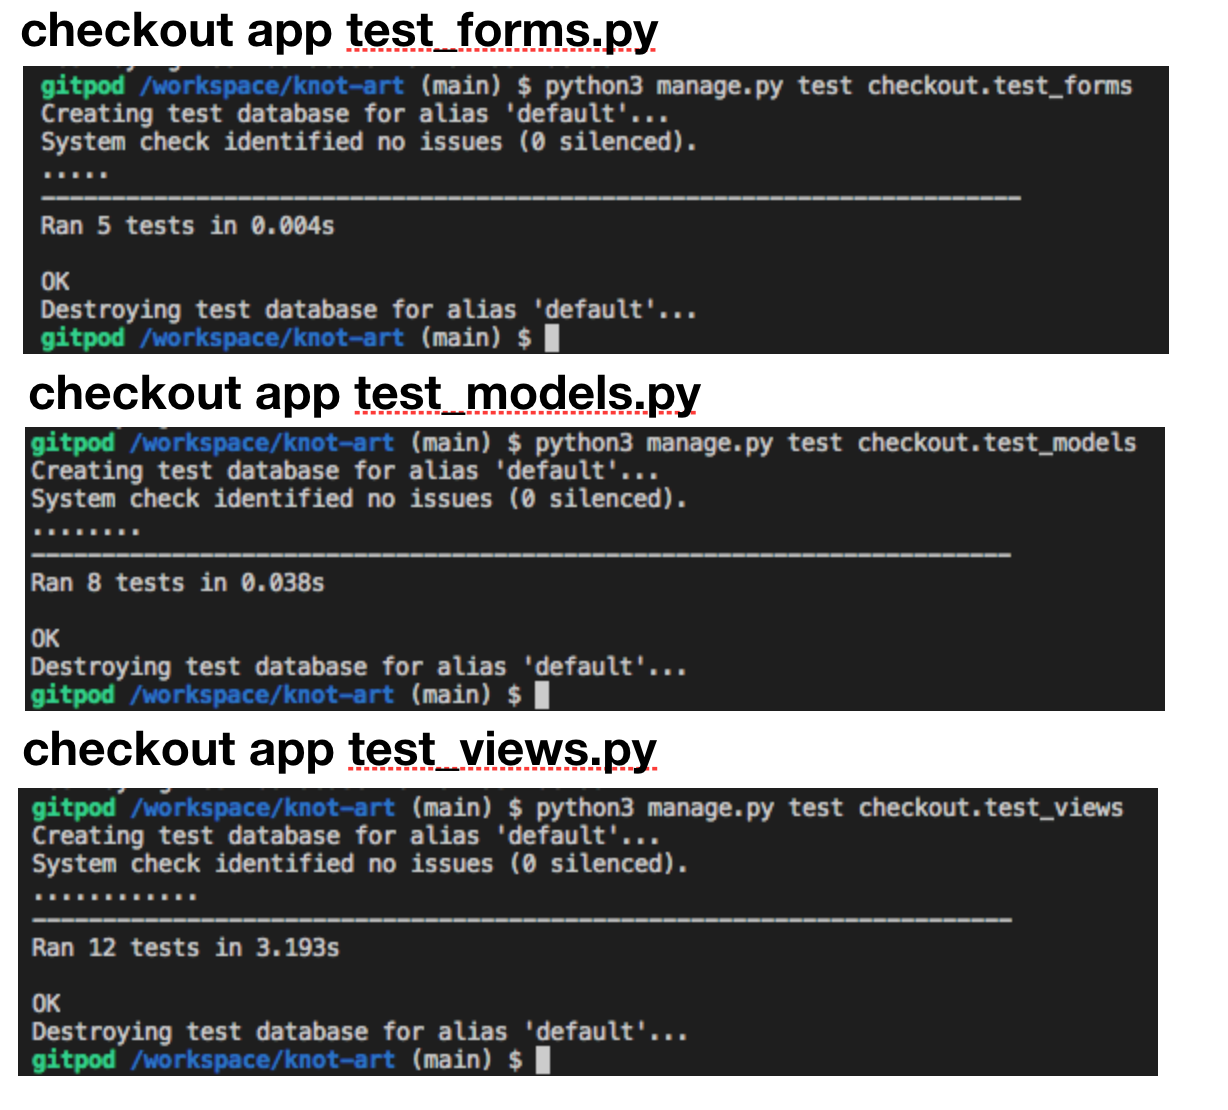 checkout app test_forms.py
gitpod /workspace/knot-art (main) $ python3 manage.py test checkout.test_forms
Creating test database for alias 'default'...
System check identified no issues (0 silenced).
.....
----------------------------------------------------------------------
Ran 5 tests in 0.004s
OK
Destroying test database for alias 'default'...
gitpod /workspace/knot-art (main) $
checkout app test_models.py
gitpod /workspace/knot-art (main) $ python3 manage.py test checkout.test_models
Creating test database for alias 'default'...
System check identified no issues (0 silenced).
........
----------------------------------------------------------------------
Ran 8 tests in 0.038s
OK
Destroying test database for alias 'default'...
gitpod /workspace/knot-art (main) $
checkout app test_views.py
gitpod /workspace/knot-art (main) $ python3 manage.py test checkout.test_views
Creating test database for alias 'default'...
System check identified no issues (0 silenced).
............
----------------------------------------------------------------------
Ran 12 tests in 3.193s
OK
Destroying test database for alias 'default'...
gitpod /workspace/knot-art (main) $